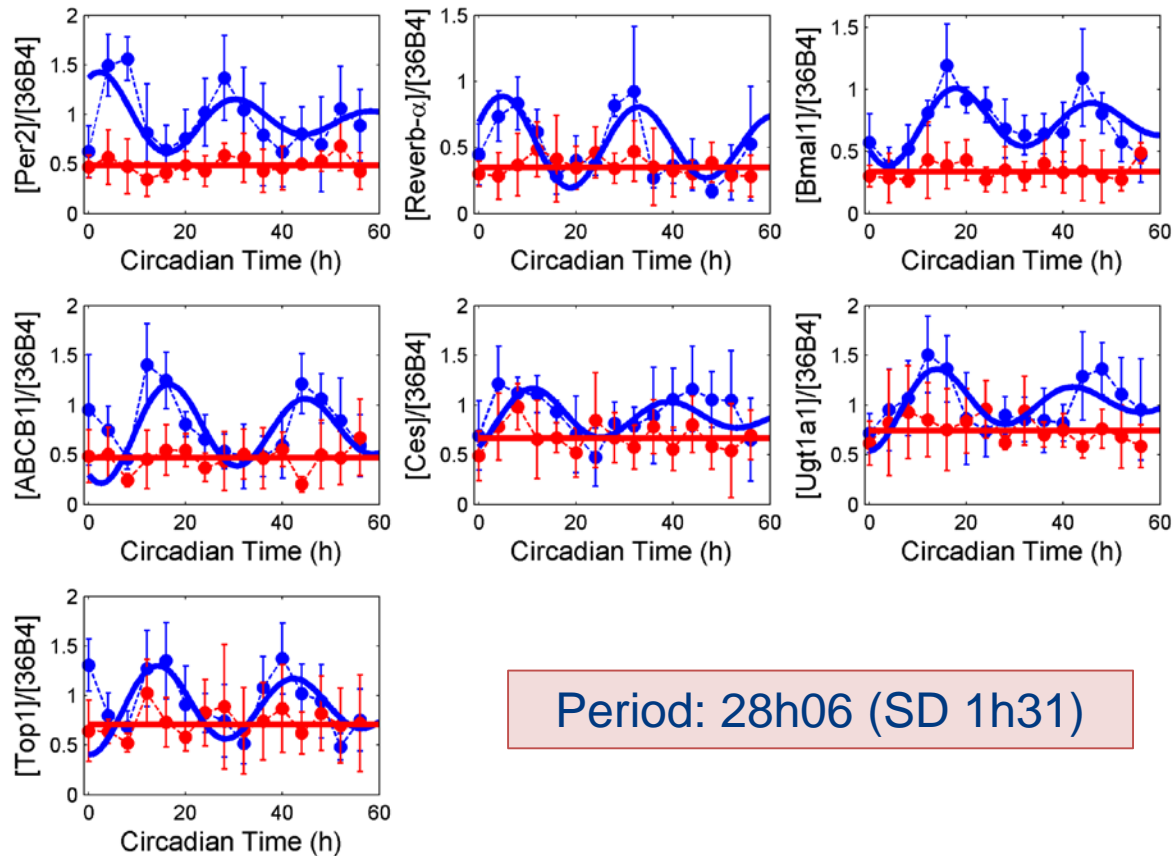 [Per2]/[36B4]
2
1.5
1
0.5
0
0 20 40 60
Circadian Time (h)
[Reverb-α]/[36B4]
1.5
1
0.5
0
0 20 40 60
Circadian Time (h)
[Bmal1]/[36B4]
1.5
1
0.5
0
0 20 40 60
Circadian Time (h)
[ABCB1]/[36B4]
2
1.5
1
0.5
0
0 20 40 60
Circadian Time (h)
[Ces]/[36B4]
2
1.5
1
0.5
0
0 20 40 60
Circadian Time (h)
[Ugt1a1]/[36B4]
2
1.5
1
0.5
0
0 20 40 60
Circadian Time (h)
[Top1]/[36B4]
2
1.5
1
0.5
0
0 20 40 60
Circadian Time (h)
Period: 28h06 (SD 1h31)